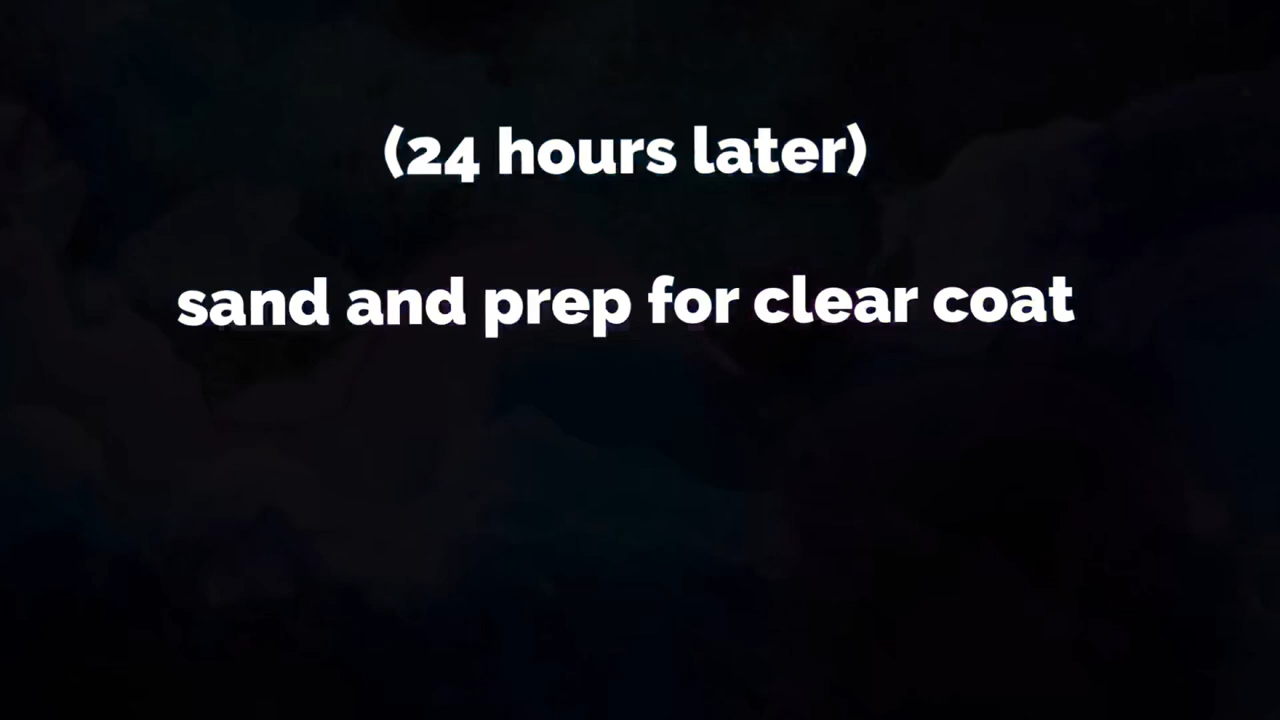 (24 hours later)
sand and prep for clear coat